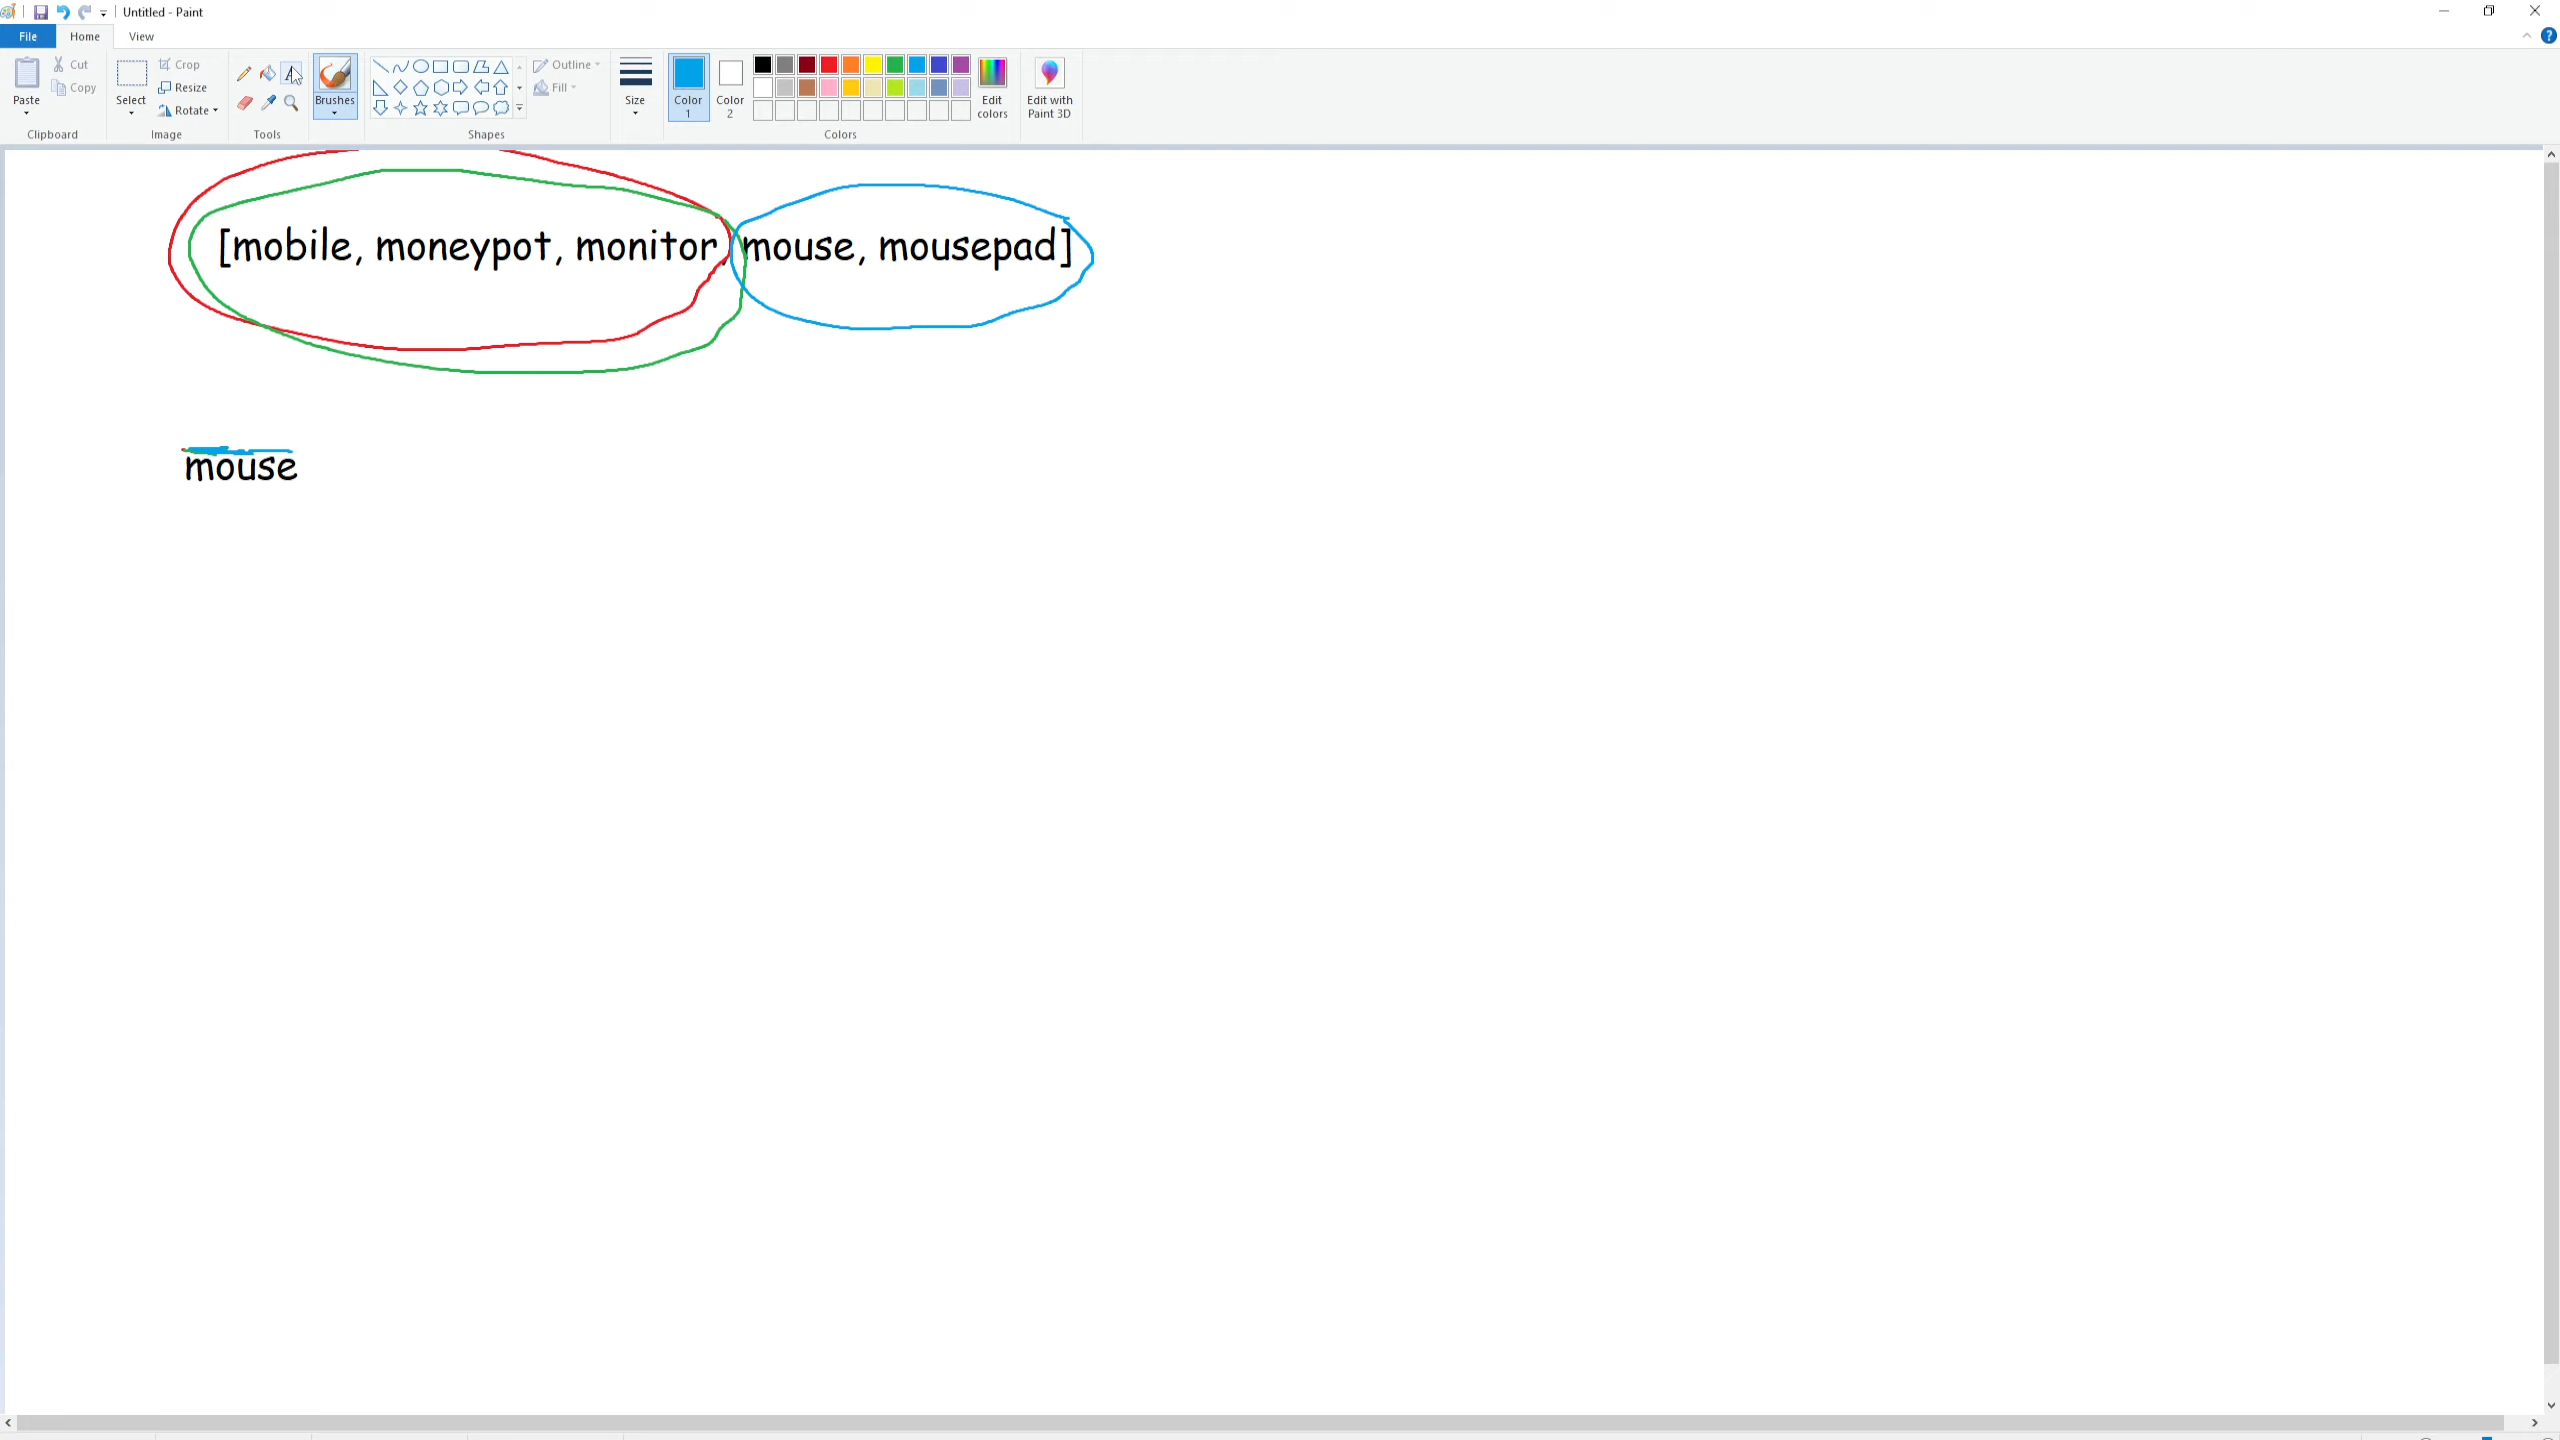 Untitled - Paint
File Home View
Paste
Cut
Copy
Clipboard
Select
Crop
Resize
Rotate
Image
Tools
Brushes
Shapes
Outline
Fill
Size
Color 1
Color 2
Edit colors
Colors
Edit with Paint 3D
[mobile, moneypot, monitor, mouse, mousepad]
mouse